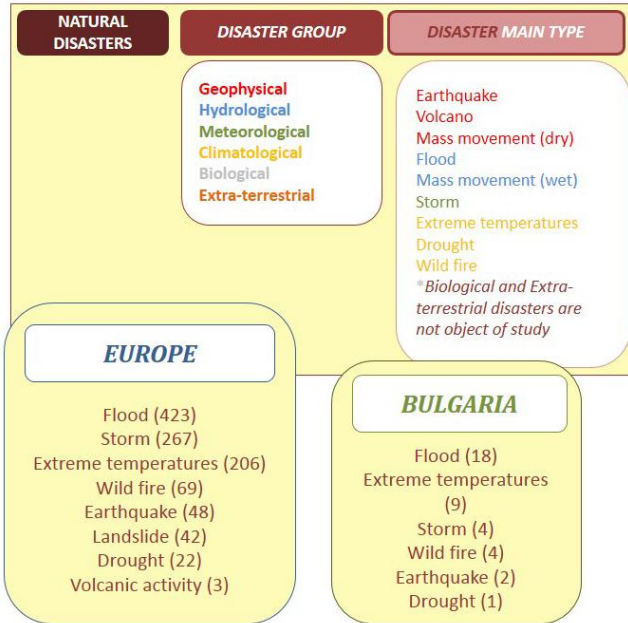 NATURAL
DISASTERS
DISASTER GROUP
DISASTER MAIN TYPE
Geophysical
Hydrological
Meteorological
Climatological
Biological
Extra-terrestrial
Earthquake
Volcano
Mass movement (dry)
Flood
Mass movement (wet)
Storm
Extreme temperatures
Drought
Wild fire
*Biological and Extra-
terrestrial disasters are
not object of study
EUROPE
Flood (423)
Storm (267)
Extreme temperatures (206)
Wild fire (69)
Earthquake (48)
Landslide (42)
Drought (22)
Volcanic activity (3)
BULGARIA
Flood (18)
Extreme temperatures
(9)
Storm (4)
Wild fire (4)
Earthquake (2)
Drought (1)